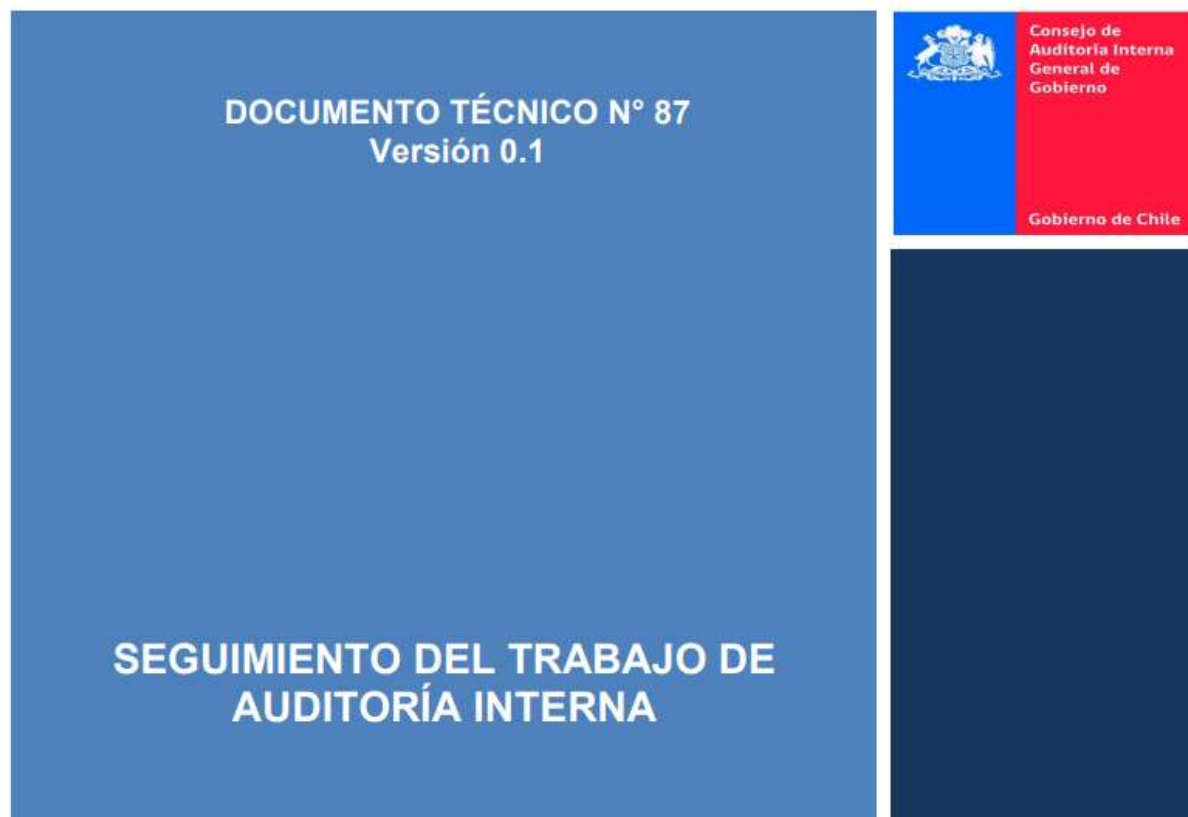 DOCUMENTO TÉCNICO N° 87
Versión 0.1
Consejo de
Auditoría Interna
General de
Gobierno
Gobierno de Chile
SEGUIMIENTO DEL TRABAJO DE
AUDITORÍA INTERNA